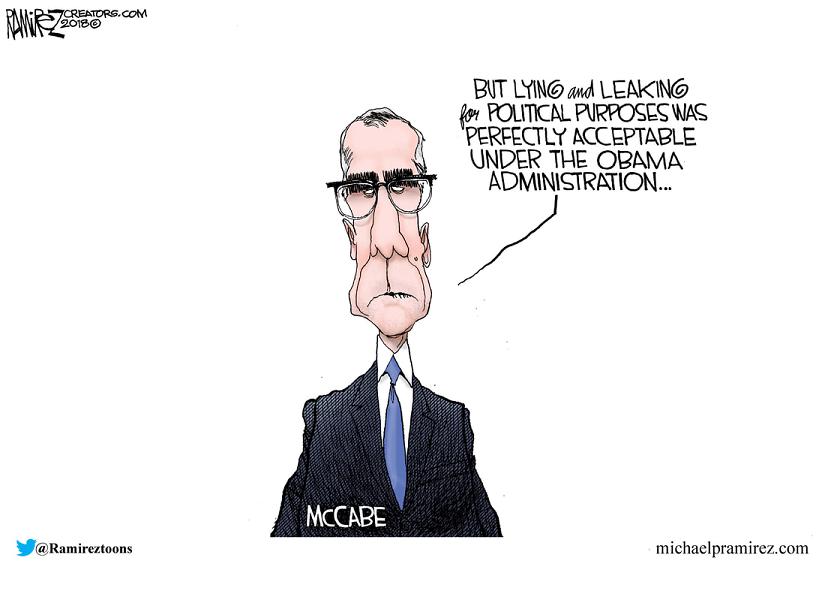 RAMIREZ CREATORS.COM
2018©
BUT LYING and LEAKING
for POLITICAL PURPOSES WAS
PERFECTLY ACCEPTABLE
UNDER THE OBAMA
ADMINISTRATION...
McCABE
@Ramireztoons
michaelpramirez.com